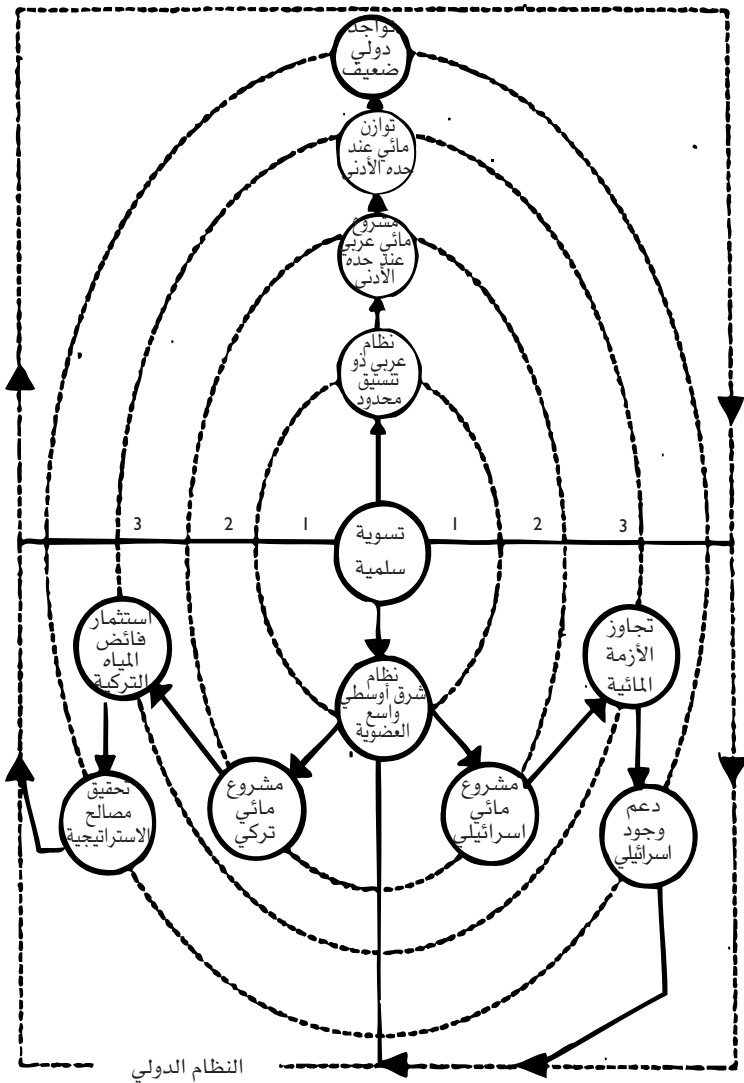 تواجد
دولي
ضعيف
توازن
مائي عند
حده الأدنى
مشروع
مائي عربي
عند حده
الأدنى
نظام
عربي ذو
تنسيق
محدود
3
2
1
1
2
3
تسوية
سلمية
استثمار
فائض
المياه
التركية
تجاوز
الأزمة
المائية
نظام
شرق أوسطي
واسع
العضوية
تحقيق
مصالح
الاستراتيجية
مشروع
مائي
تركي
مشروع
مائي
اسرائيلي
دعم
وجود
اسرائيلي
النظام الدولي